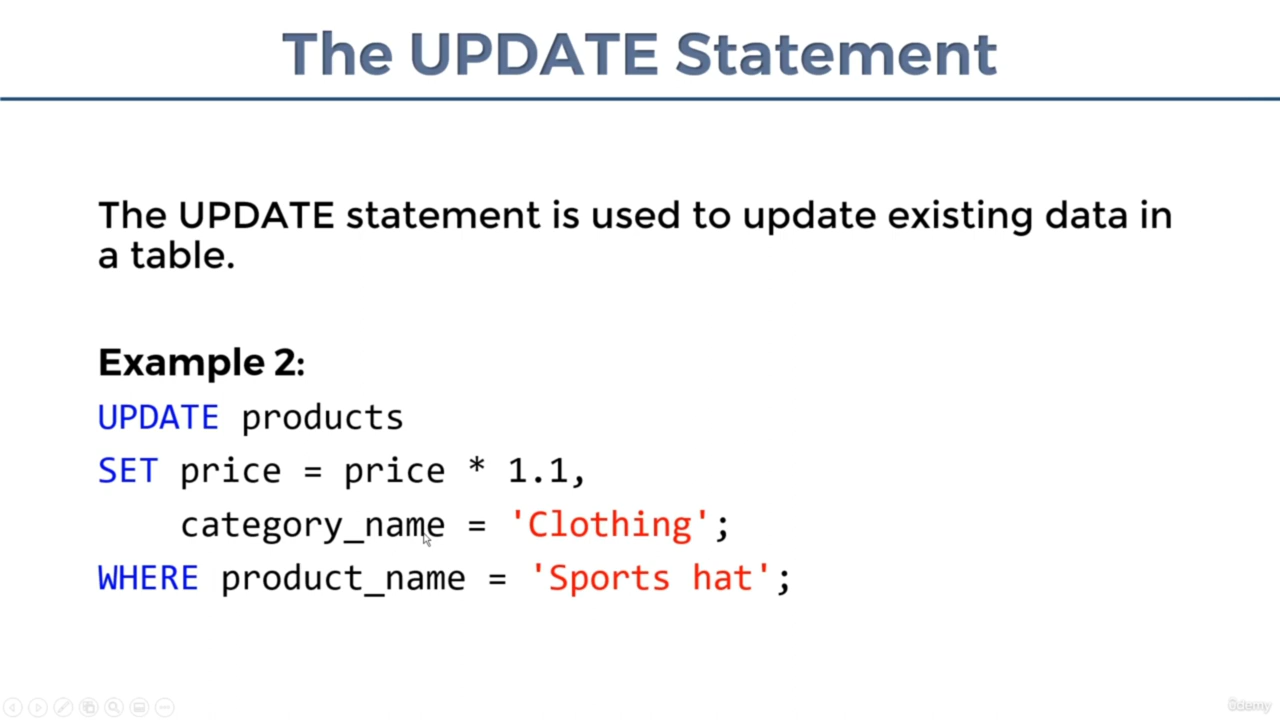 The UPDATE Statement
The UPDATE statement is used to update existing data in
a table.
Example 2:
UPDATE products
SET price = price * 1.1,
    category_name = 'Clothing';
WHERE product_name = 'Sports hat';
ûdemy